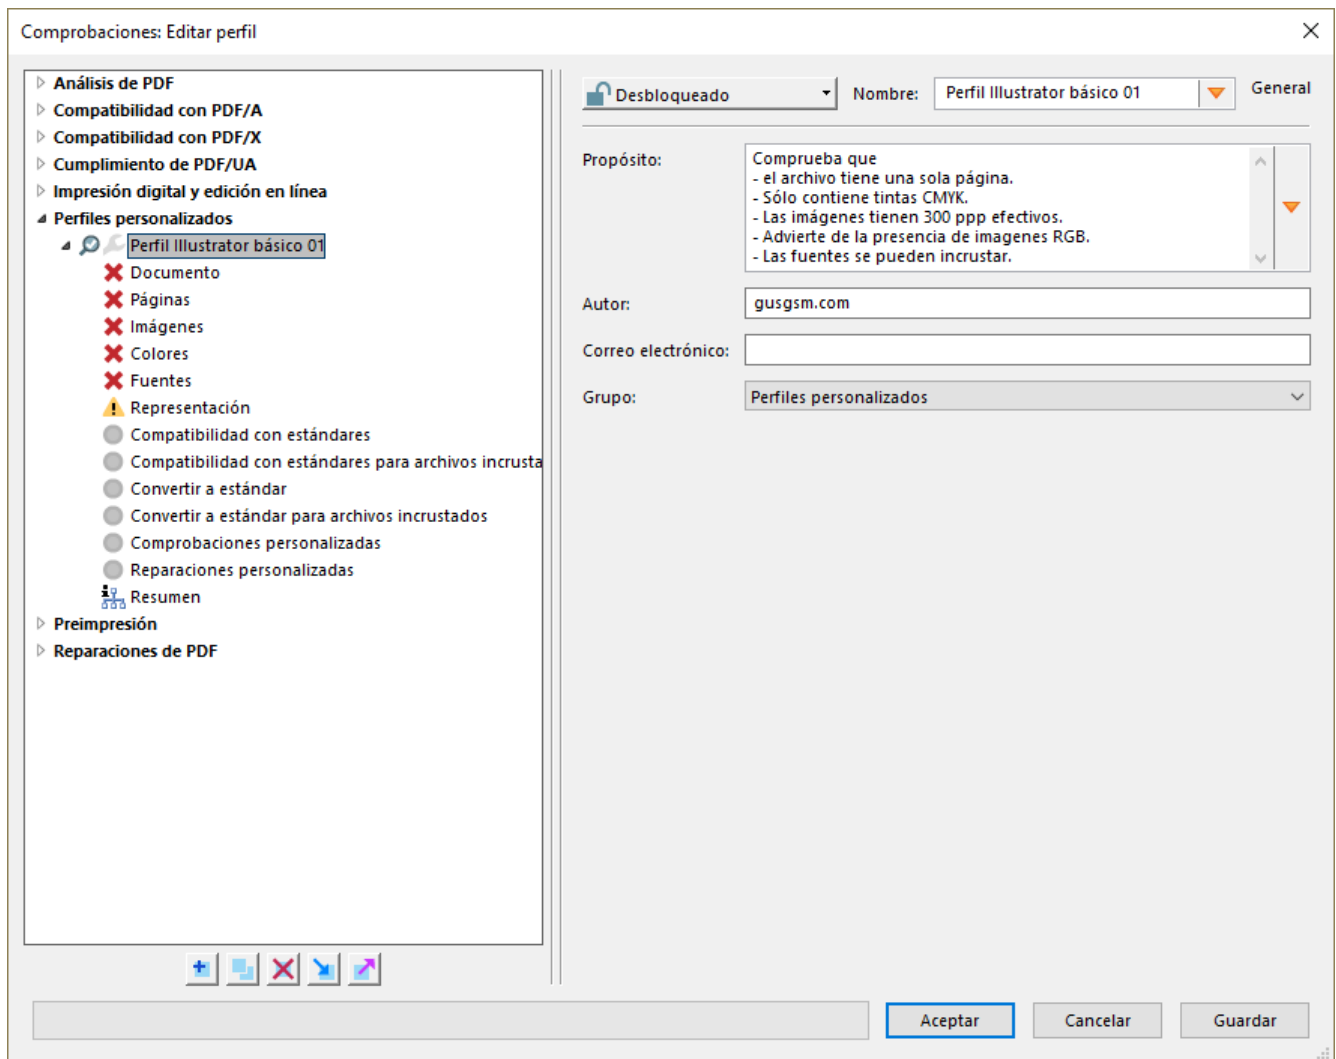 Comprobaciones: Editar perfil
Análisis de PDF
Compatibilidad con PDF/A
Compatibilidad con PDF/X
Cumplimiento de PDF/UA
Impresión digital y edición en línea
Perfiles personalizados
Perfil Illustrator básico 01
Documento
Páginas
Imágenes
Colores
Fuentes
Representación
Compatibilidad con estándares
Compatibilidad con estándares para archivos incrusta
Convertir a estándar
Convertir a estándar para archivos incrustados
Comprobaciones personalizadas
Reparaciones personalizadas
Resumen
Preimpresión
Reparaciones de PDF
Desbloqueado
Nombre: Perfil Illustrator básico 01
General
Propósito:
Comprueba que
- el archivo tiene una sola página.
- Sólo contiene tintas CMYK.
- Las imágenes tienen 300 ppp efectivos.
- Advierte de la presencia de imagenes RGB.
- Las fuentes se pueden incrustar.
Autor: gusgsm.com
Correo electrónico:
Grupo: Perfiles personalizados
Aceptar
Cancelar
Guardar